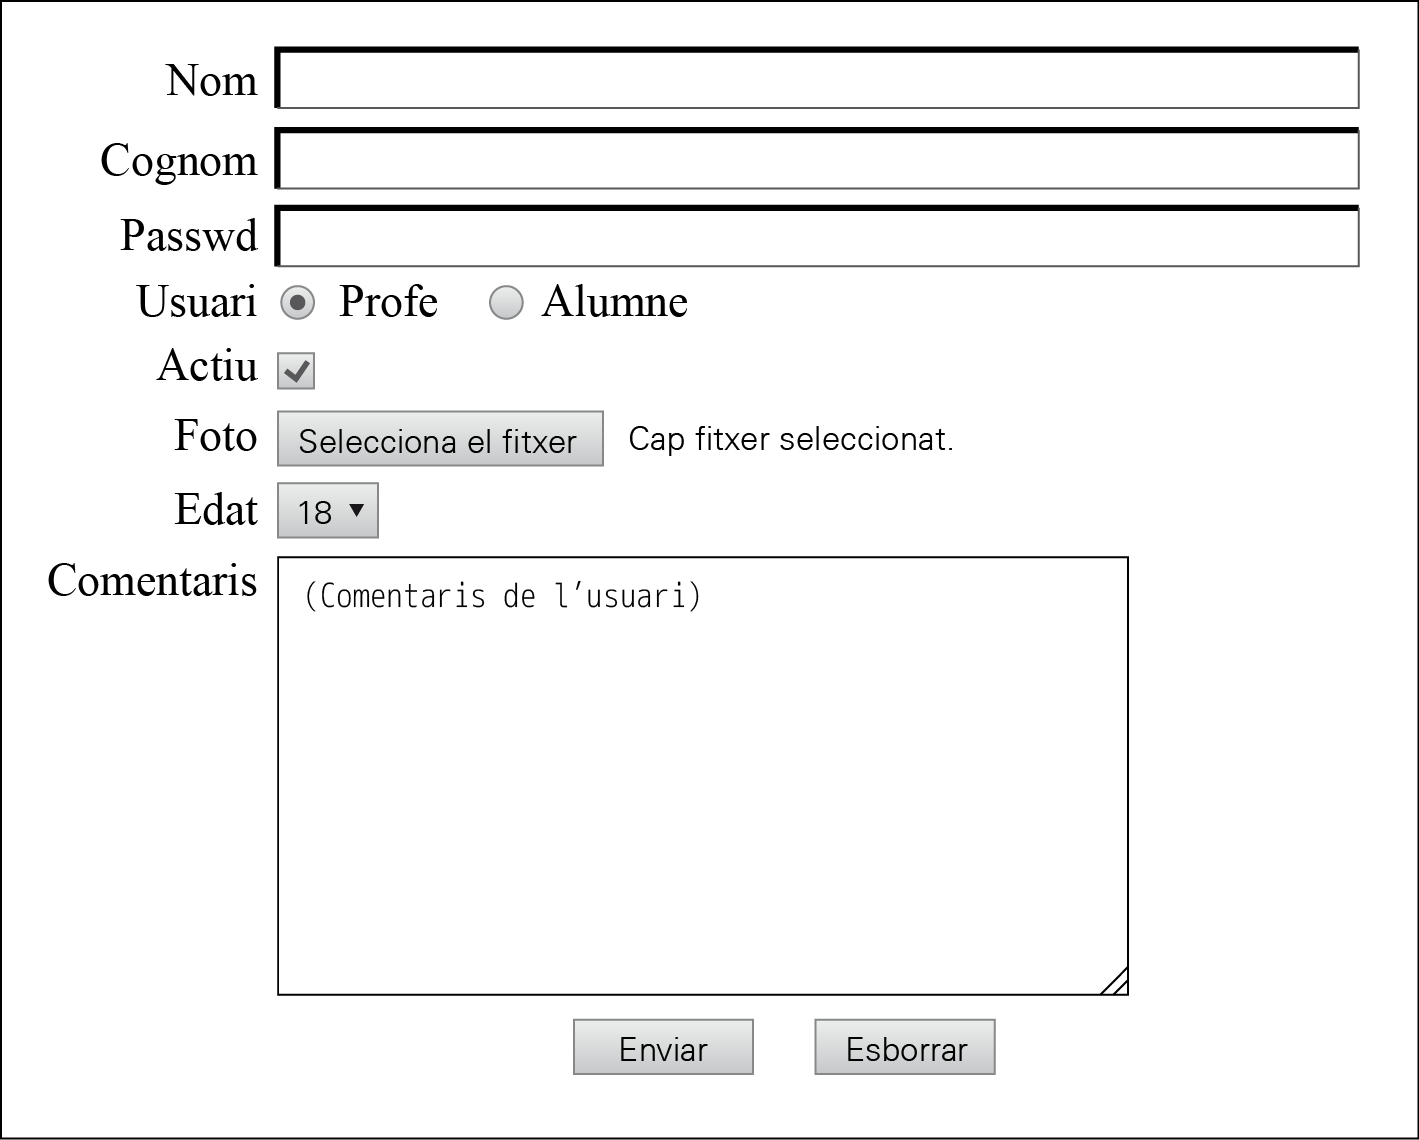 Nom
Cognom
Passwd
Usuari Profe Alumne
Actiu
Foto Selecciona el fitxer Cap fitxer seleccionat.
Edat 18
Comentaris (Comentaris de l'usuari)
Enviar Esborrar